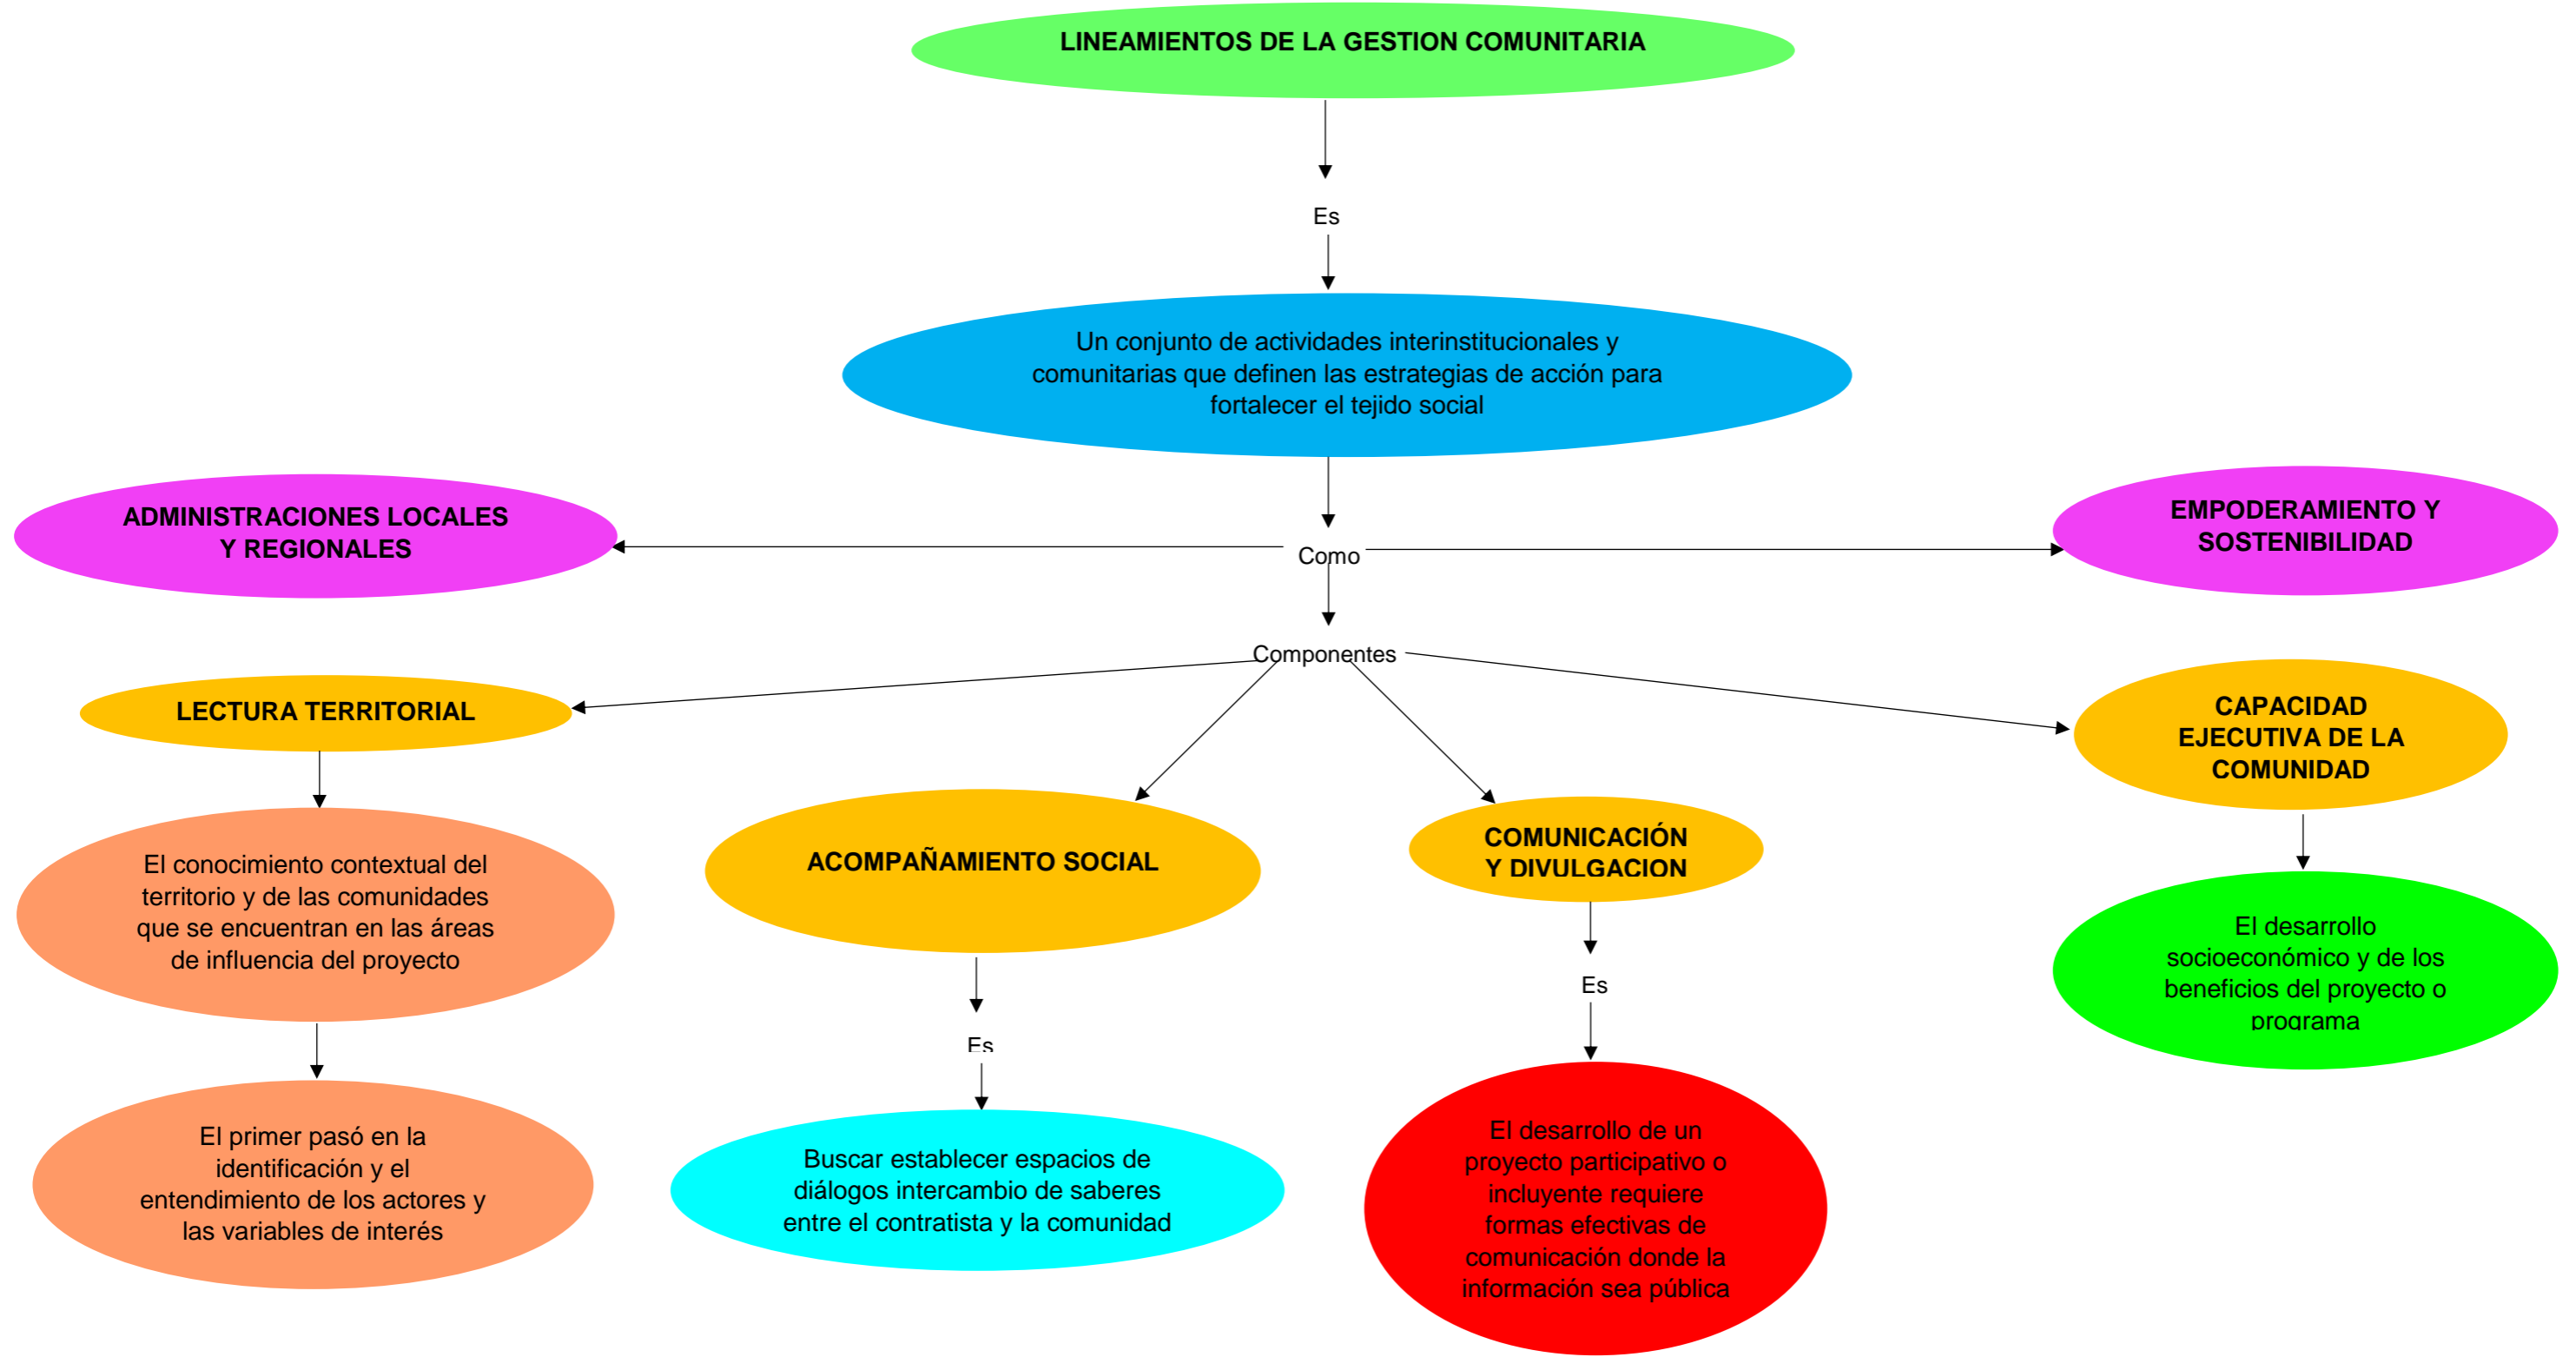 LINEAMIENTOS DE LA GESTION COMUNITARIA
Es
Un conjunto de actividades interinstitucionales y
comunitarias que definen las estrategias de acción para
fortalecer el tejido social
ADMINISTRACIONES LOCALES
Y REGIONALES
Como
EMPODERAMIENTO Y
SOSTENIBILIDAD
Componentes
LECTURA TERRITORIAL
El conocimiento contextual del
territorio y de las comunidades
que se encuentran en las áreas
de influencia del proyecto
El primer pasó en la
identificación y el
entendimiento de los actores y
las variables de interés
ACOMPAÑAMIENTO SOCIAL
Es
Buscar establecer espacios de
diálogos intercambio de saberes
entre el contratista y la comunidad
COMUNICACIÓN
Y DIVULGACION
Es
El desarrollo de un
proyecto participativo o
incluyente requiere
formas efectivas de
comunicación donde la
información sea pública
CAPACIDAD
EJECUTIVA DE LA
COMUNIDAD
El desarrollo
socioeconómico y de los
beneficios del proyecto o
programa